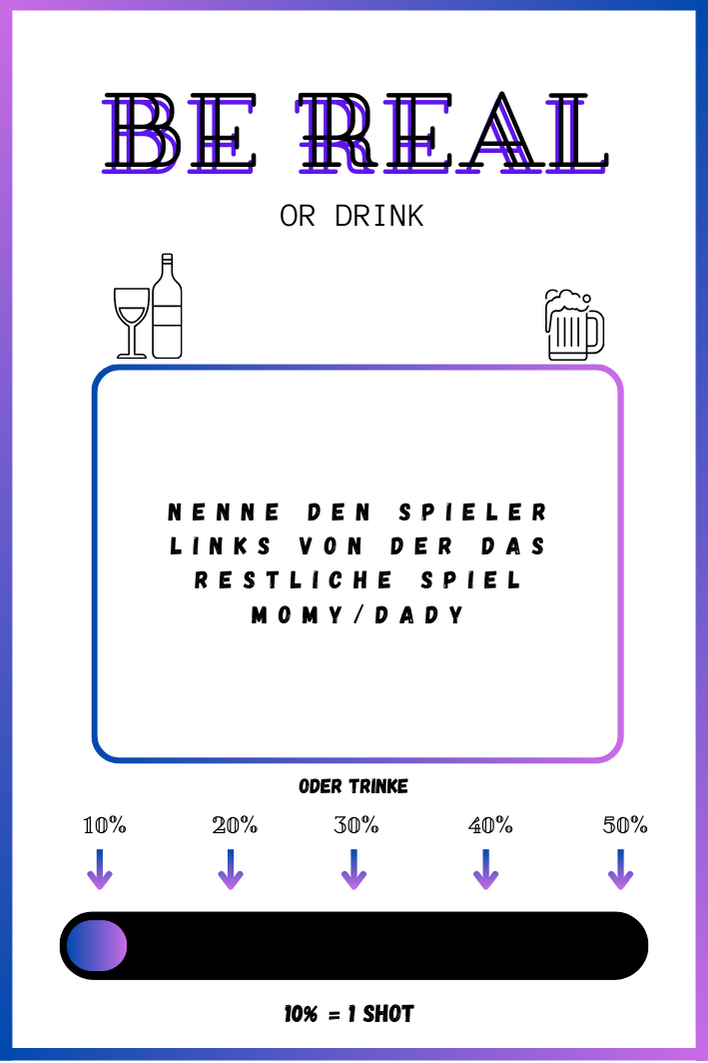 BE REAL
OR DRINK
NENNE DEN SPIELER
LINKS VON DER DAS
RESTLICHE SPIEL
MOMY/DADY
ODER TRINKE
10% 20% 30% 40% 50%
10% = 1 SHOT